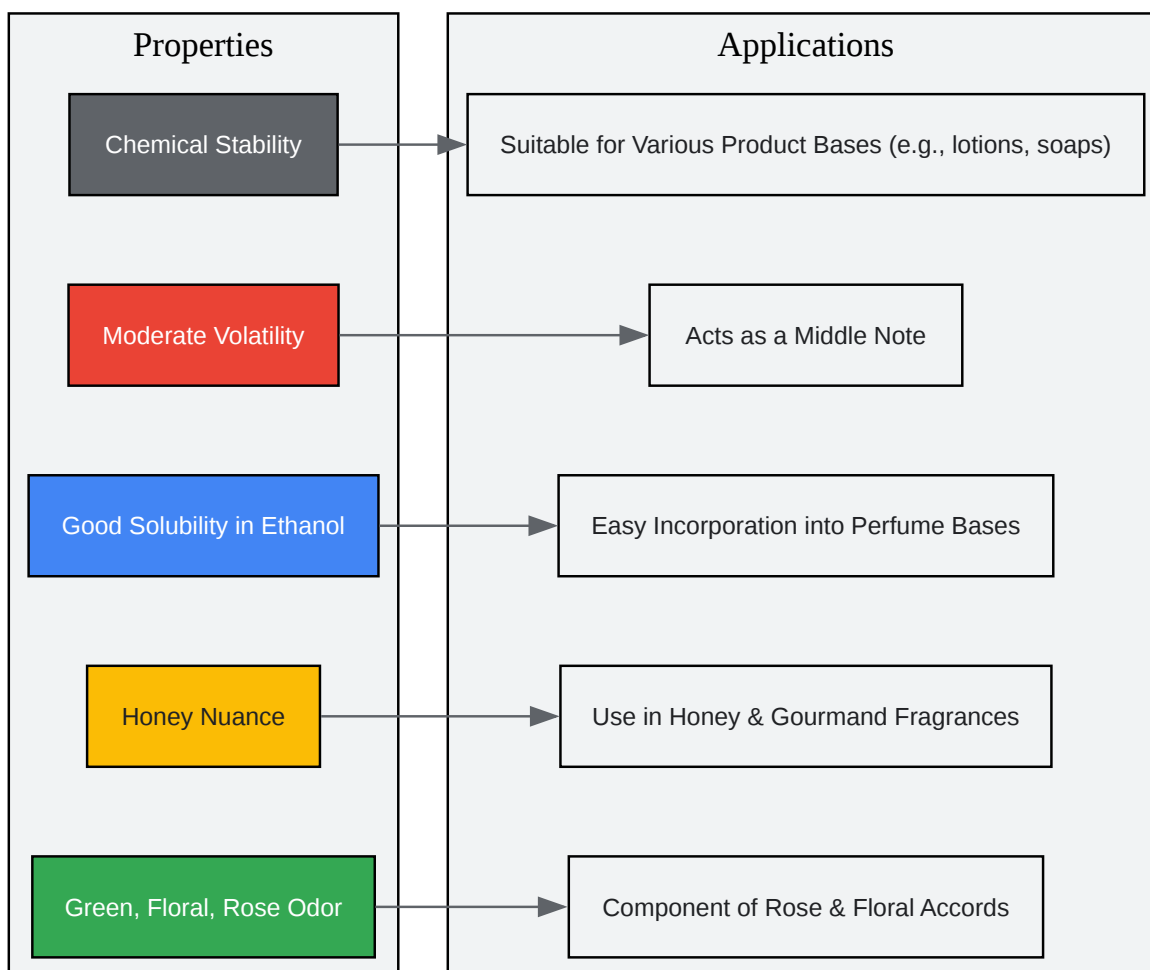 Properties
Applications
Chemical Stability
Suitable for Various Product Bases (e.g., lotions, soaps)
Moderate Volatility
Acts as a Middle Note
Good Solubility in Ethanol
Easy Incorporation into Perfume Bases
Honey Nuance
Use in Honey & Gourmand Fragrances
Green, Floral, Rose Odor
Component of Rose & Floral Accords